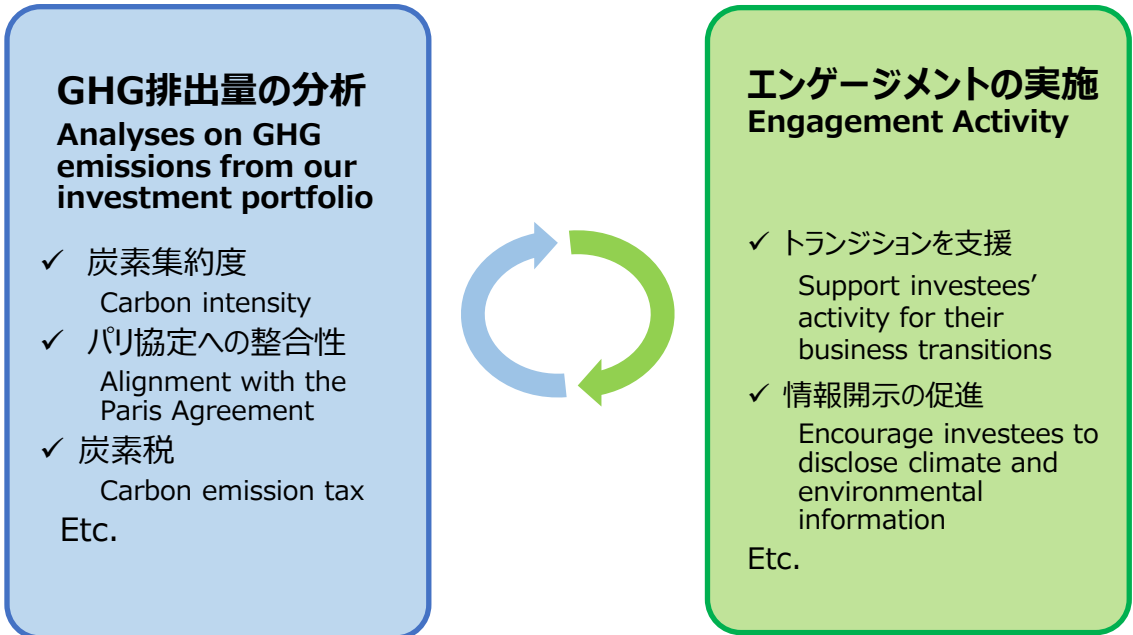 GHG排出量の分析
Analyses on GHG
emissions from our
investment portfolio
✓ 炭素集約度
Carbon intensity
✓ パリ協定への整合性
Alignment with the
Paris Agreement
✓ 炭素税
Carbon emission tax
Etc.
エンゲージメントの実施
Engagement Activity
✓ トランジションを支援
Support investees’
activity for their
business transitions
✓ 情報開示の促進
Encourage investees to
disclose climate and
environmental
information
Etc.